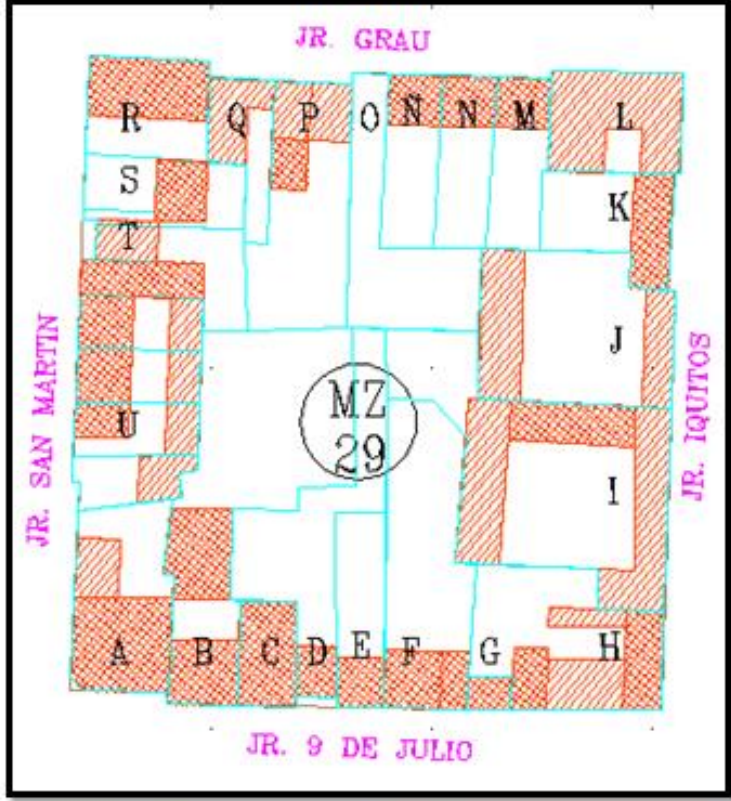 JR. GRAU
R Q P O Ñ N M L
S K
T
J
JR. SAN MARTIN
JR. IQUITOS
MZ
29
U
I
A B C D E F G H
JR. 9 DE JULIO